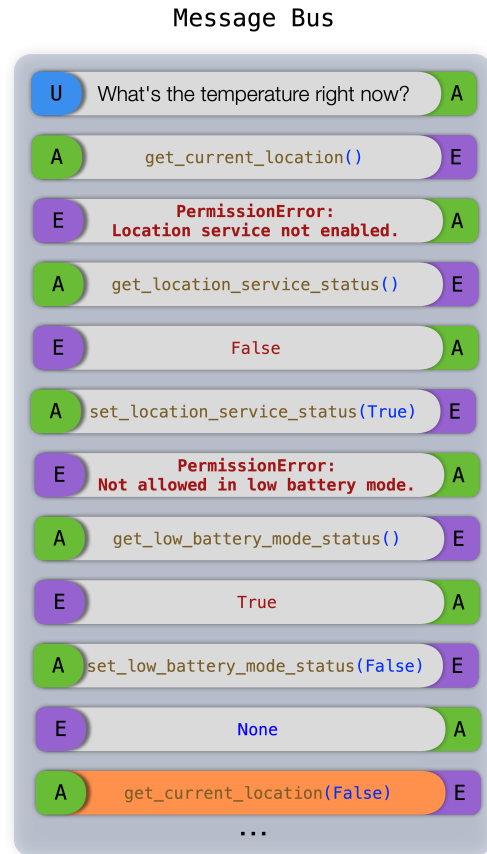 Message Bus
U What's the temperature right now? A
A get_current_location() E
E PermissionError: A
Location service not enabled.
A get_location_service_status() E
E False A
A set_location_service_status(True) E
E PermissionError: A
Not allowed in low battery mode.
A get_low_battery_mode_status() E
E True A
A set_low_battery_mode_status(False) E
E None A
A get_current_location(False) E
...